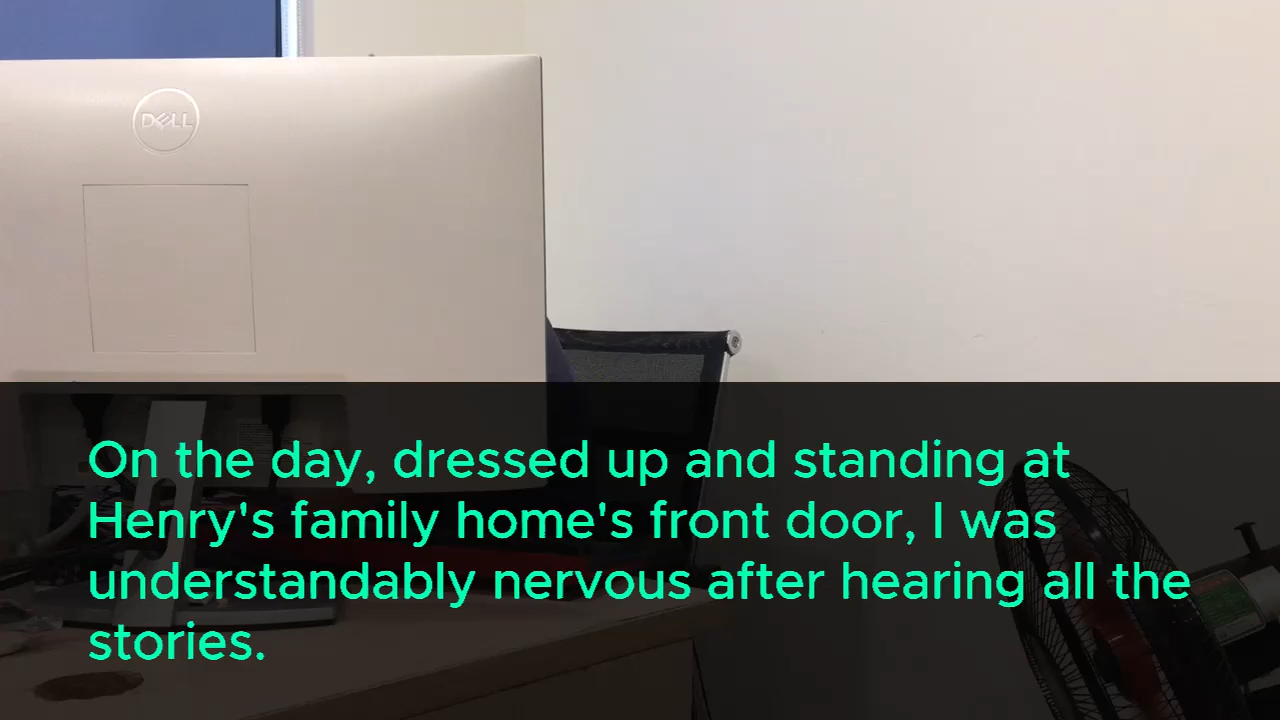 DELL
On the day, dressed up and standing at
Henry's family home's front door, I was
understandably nervous after hearing all the
stories.